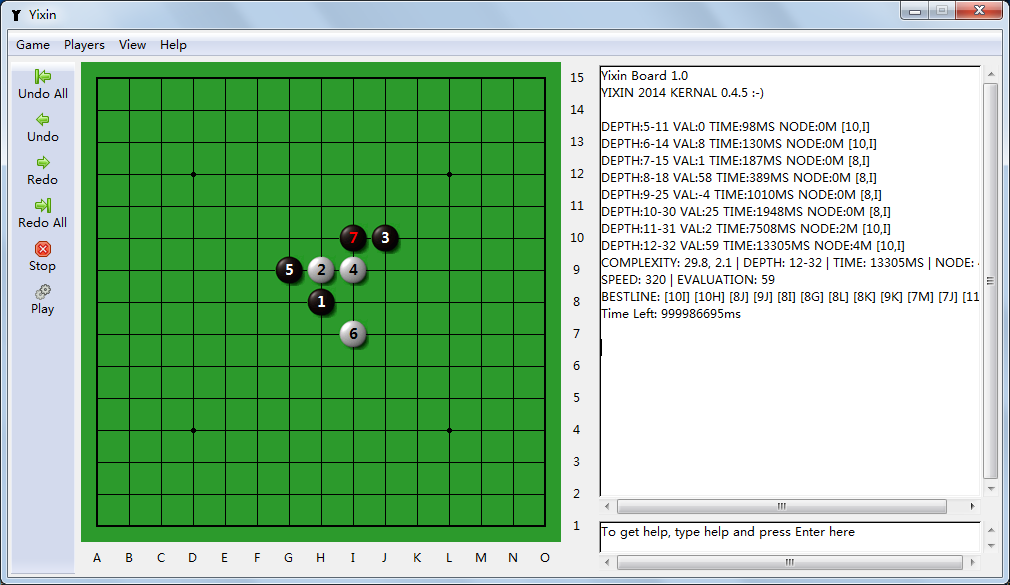 Yixin
Game Players View Help
Undo All
Undo
Redo
Redo All
Stop
Play
7 3
5 2 4
1
6
15
14
13
12
11
10
9
8
7
6
5
4
3
2
1
A B C D E F G H I J K L M N O
Yixin Board 1.0
YIXIN 2014 KERNAL 0.4.5 :-)
DEPTH:5-11 VAL:0 TIME:98MS NODE:0M [10,I]
DEPTH:6-14 VAL:8 TIME:130MS NODE:0M [10,I]
DEPTH:7-15 VAL:1 TIME:187MS NODE:0M [8,I]
DEPTH:8-18 VAL:58 TIME:389MS NODE:0M [8,I]
DEPTH:9-25 VAL:-4 TIME:1010MS NODE:0M [8,I]
DEPTH:10-30 VAL:25 TIME:1948MS NODE:0M [8,I]
DEPTH:11-31 VAL:2 TIME:7508MS NODE:2M [10,I]
DEPTH:12-32 VAL:59 TIME:13305MS NODE:4M [10,I]
COMPLEXITY: 29.8, 2.1 | DEPTH: 12-32 | TIME: 13305MS | NODE:
SPEED: 320 | EVALUATION: 59
BESTLINE: [10I] [10H] [8J] [9J] [8I] [8G] [8L] [8K] [9K] [7M] [7J] [11
Time Left: 999986695ms
To get help, type help and press Enter here